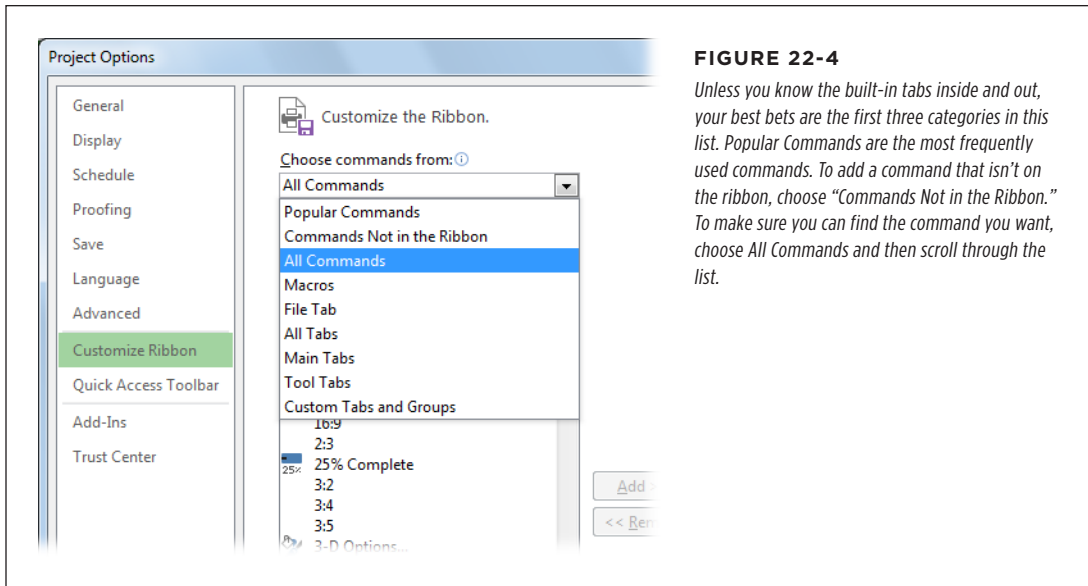 Project Options
General
Display
Schedule
Proofing
Save
Language
Advanced
Customize Ribbon
Quick Access Toolbar
Add-Ins
Trust Center
Customize the Ribbon.
Choose commands from:
All Commands
Popular Commands
Commands Not in the Ribbon
All Commands
Macros
File Tab
All Tabs
Main Tabs
Tool Tabs
Custom Tabs and Groups
16:9
2:3
25% 25% Complete
3:2
3:4
3:5
3-D Options...
Add
<< Rem
FIGURE 22-4
Unless you know the built-in tabs inside and out,
your best bets are the first three categories in this
list. Popular Commands are the most frequently
used commands. To add a command that isn’t on
the ribbon, choose “Commands Not in the Ribbon.”
To make sure you can find the command you want,
choose All Commands and then scroll through the
list.